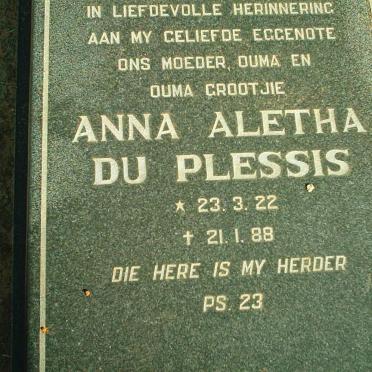 IN LIEFDEVOLLE HERINNERING
AAN MY GELIEFDE EGGENOTE
ONS MOEDER, OUMA EN
OUMA GROOTJIE
ANNA ALETHA
DU PLESSIS
★ 23. 3. 22
✝ 21. 1. 88
DIE HERE IS MY HERDER
PS. 23